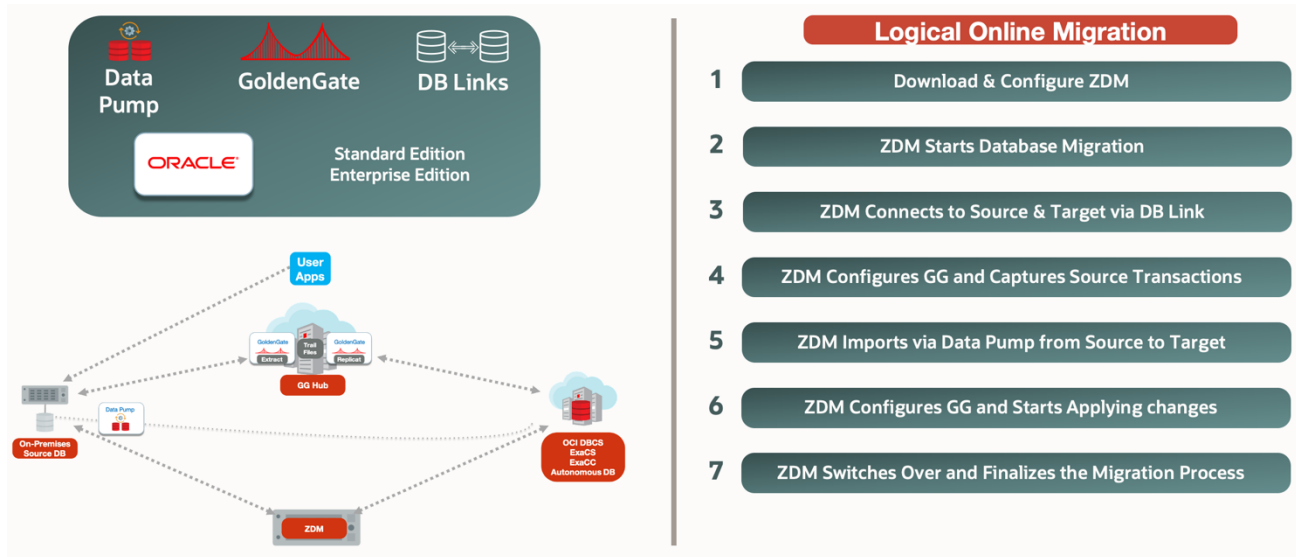 Data
Pump
GoldenGate
DB Links
ORACLE
Standard Edition
Enterprise Edition
User
Apps
GoldenGate
Extract
Trail
Files
GoldenGate
Replicat
GG Hub
Data Pump
On-Premises
Source DB
OCI DBCS
ExaCS
ExaCC
Autonomous DB
ZDM
Logical Online Migration
1 Download & Configure ZDM
2 ZDM Starts Database Migration
3 ZDM Connects to Source & Target via DB Link
4 ZDM Configures GG and Captures Source Transactions
5 ZDM Imports via Data Pump from Source to Target
6 ZDM Configures GG and Starts Applying changes
7 ZDM Switches Over and Finalizes the Migration Process